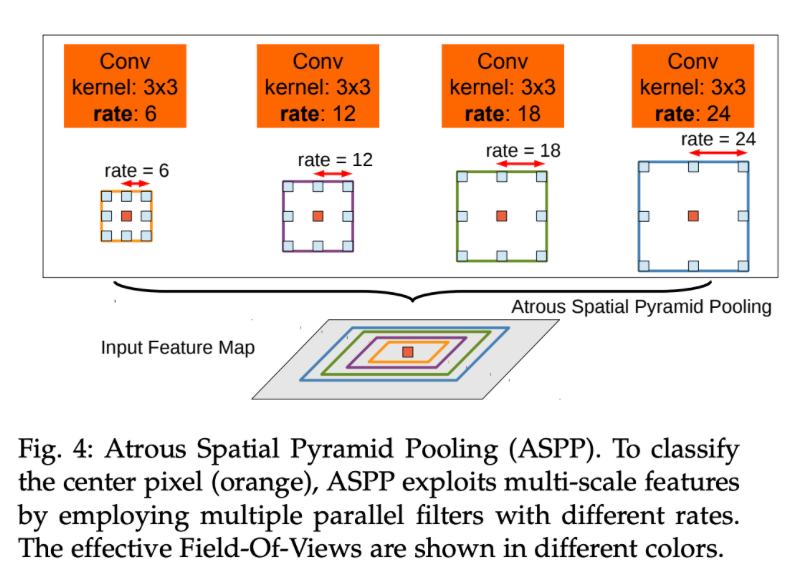 Conv
kernel: 3x3
rate: 6
Conv
kernel: 3x3
rate: 12
Conv
kernel: 3x3
rate: 18
Conv
kernel: 3x3
rate: 24
rate = 6
rate = 12
rate = 18
rate = 24
Atrous Spatial Pyramid Pooling
Input Feature Map
Fig. 4: Atrous Spatial Pyramid Pooling (ASPP). To classify
the center pixel (orange), ASPP exploits multi-scale features
by employing multiple parallel filters with different rates.
The effective Field-Of-Views are shown in different colors.